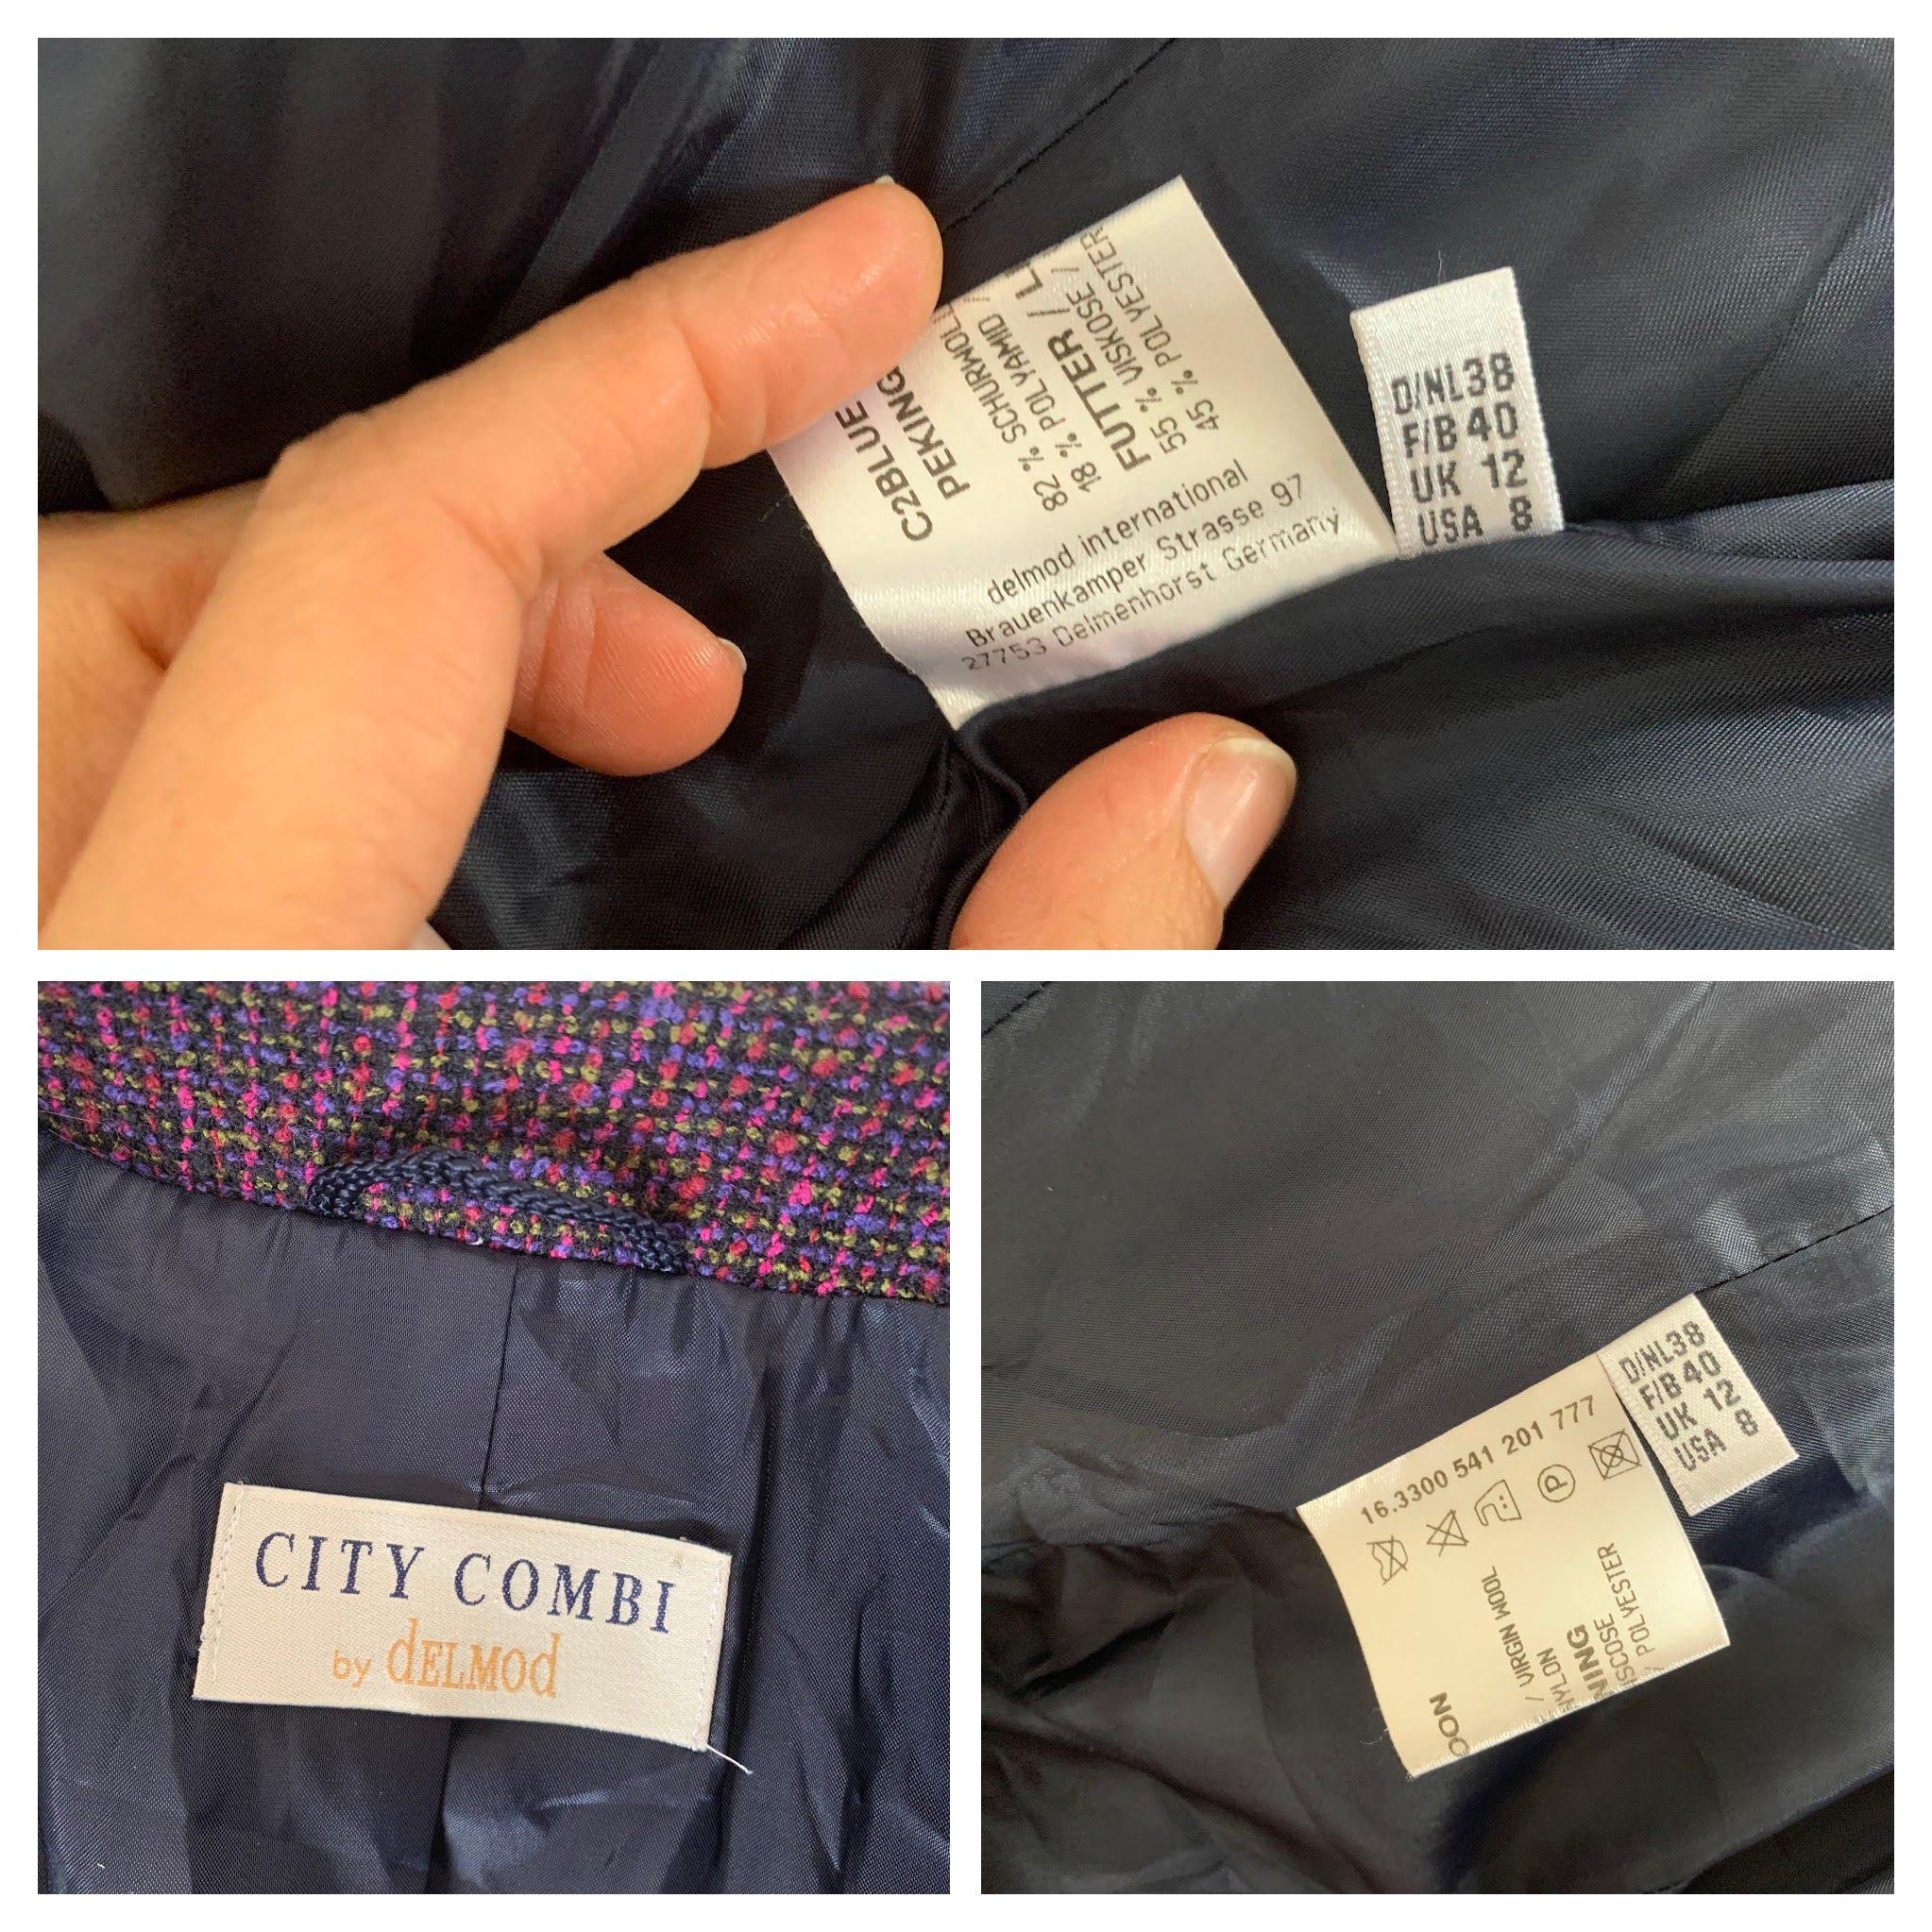 C2BLUE
PEKING
82 % SCHURWOLLE
18 % POLYAMID /
FUTTER /
55 % VISKOSE /
45 % POLYESTER
delmod international
Brauenkamper Strasse 97
27753 Delmenhorst Germany
D/NL 38
F/B 40
UK 12
USA 8
CITY COMBI
by dELMOd
16.3300 541 201 777
P
/ VIRGIN WOOL
POLYESTER
D/NL 38
F/B 40
UK 12
USA 8